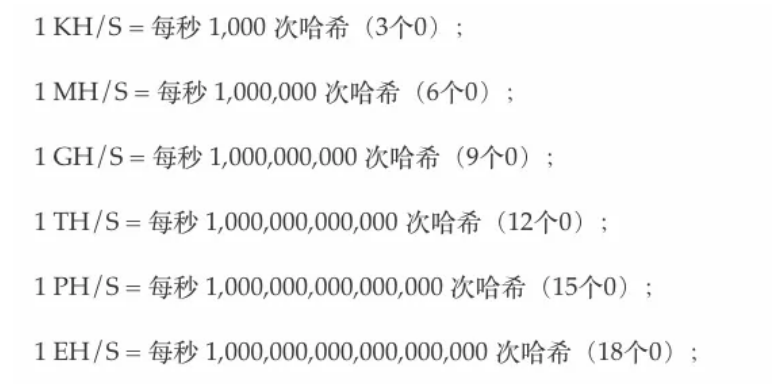 1 KH/S = 每秒 1,000 次哈希（3个0）；
1 MH/S = 每秒 1,000,000 次哈希（6个0）；
1 GH/S = 每秒 1,000,000,000 次哈希（9个0）；
1 TH/S = 每秒 1,000,000,000,000 次哈希（12个0）；
1 PH/S = 每秒 1,000,000,000,000,000 次哈希（15个0）；
1 EH/S = 每秒 1,000,000,000,000,000,000 次哈希（18个0）；